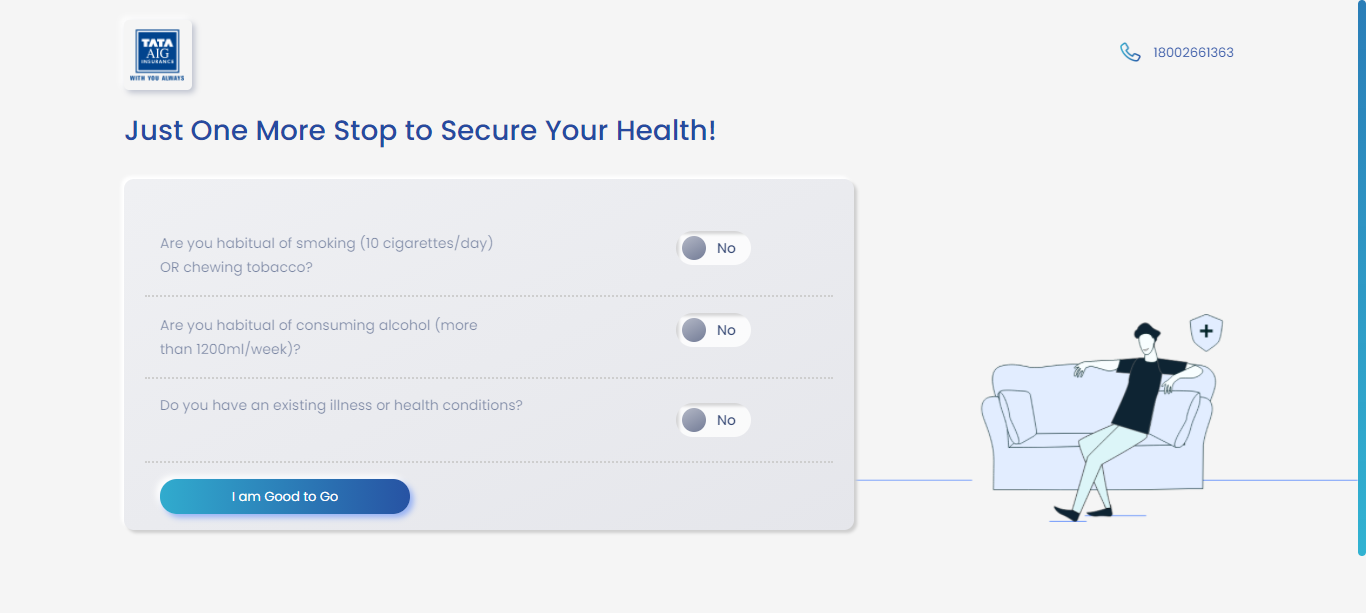 TATA
AIG
INSURANCE
WITH YOU ALWAYS
18002661363
Just One More Stop to Secure Your Health!
Are you habitual of smoking (10 cigarettes/day)
OR chewing tobacco?
No
Are you habitual of consuming alcohol (more
than 1200ml/week)?
No
Do you have an existing illness or health conditions?
No
I am Good to Go